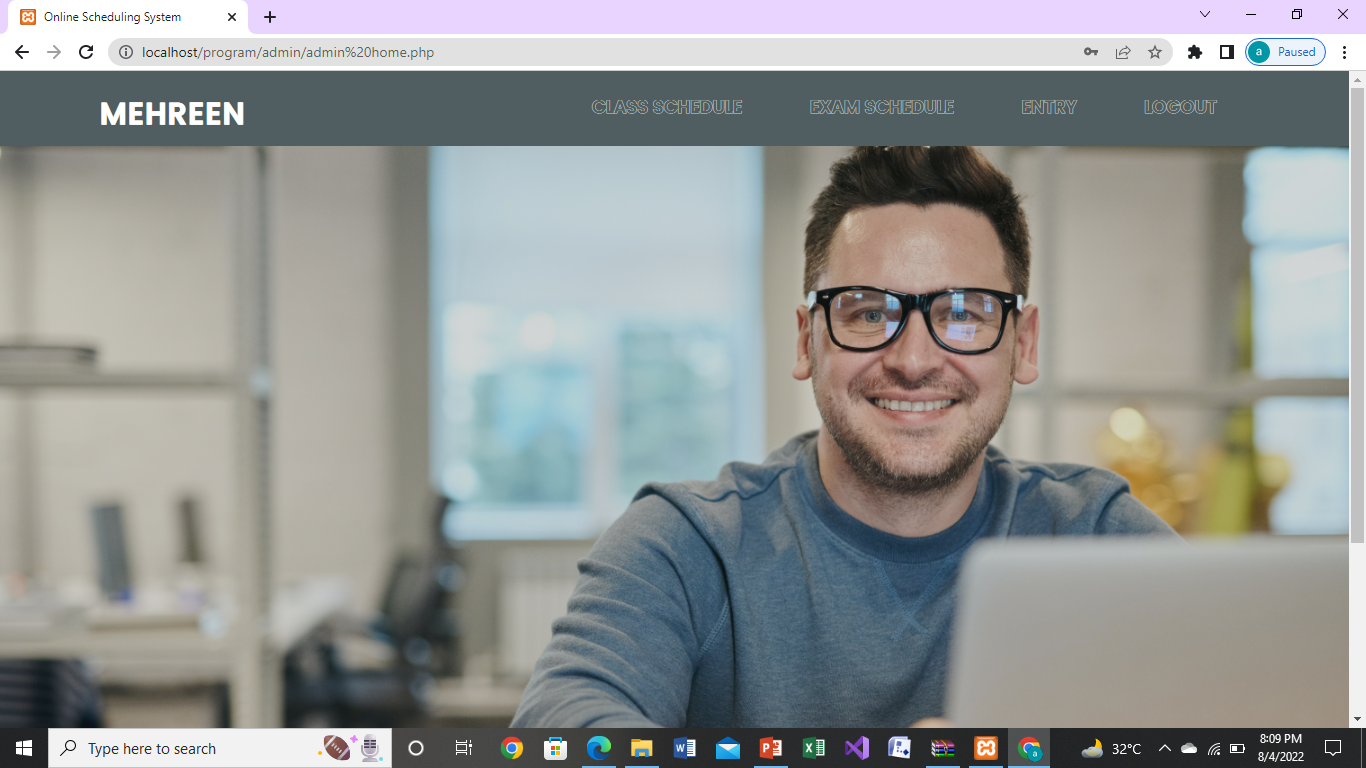 Online Scheduling System
localhost/program/admin/admin%20home.php
a Paused
MEHREEN
CLASS SCHEDULE EXAM SCHEDULE ENTRY LOGOUT
Type here to search
32°C
8:09 PM
8/4/2022